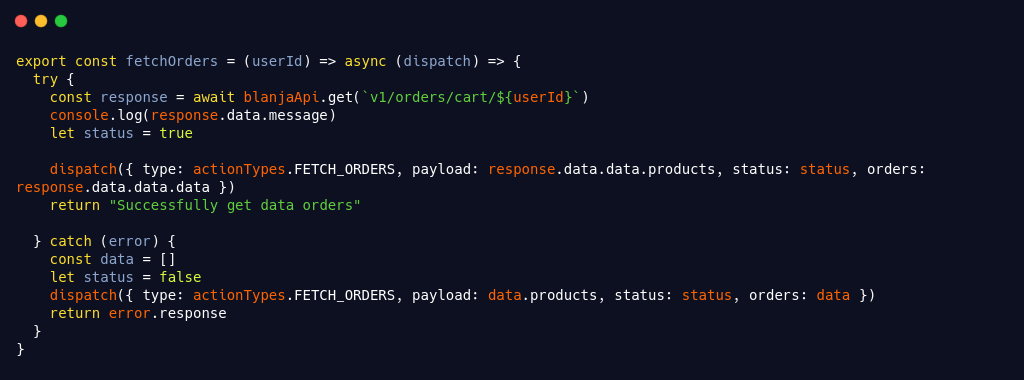 export const fetchOrders = (userId) => async (dispatch) => {
  try {
    const response = await blanjaApi.get(`v1/orders/cart/${userId}`)
    console.log(response.data.message)
    let status = true

    dispatch({ type: actionTypes.FETCH_ORDERS, payload: response.data.data.products, status: status, orders:
response.data.data.data })
    return "Successfully get data orders"

  } catch (error) {
    const data = []
    let status = false
    dispatch({ type: actionTypes.FETCH_ORDERS, payload: data.products, status: status, orders: data })
    return error.response
  }
}